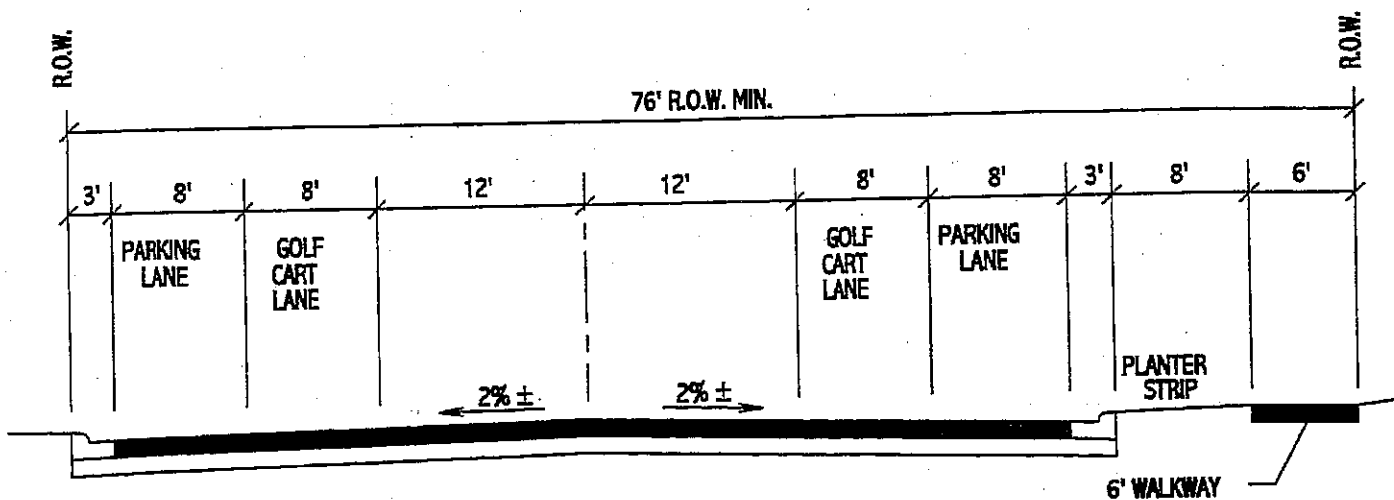 R.O.W.
R.O.W.
76' R.O.W. MIN.
3' 8' 8' 12' 12' 8' 8' 3' 8' 6'
PARKING
LANE
GOLF
CART
LANE
GOLF
CART
LANE
PARKING
LANE
PLANTER
STRIP
2% ± 2% ±
6' WALKWAY